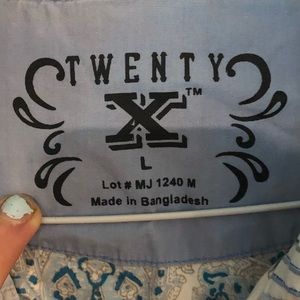 TWENTY
X™
L
Lot # MJ 1240 M
Made in Bangladesh